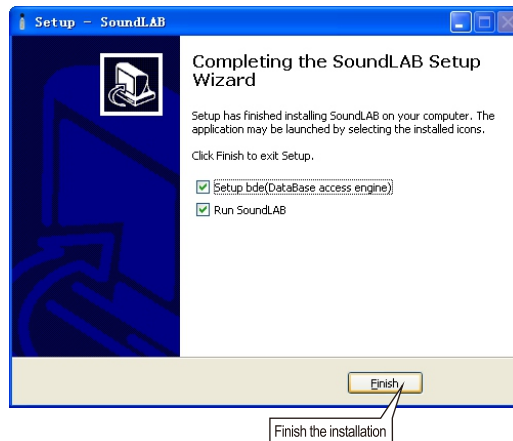 Setup - SoundLAB
Completing the SoundLAB Setup
Wizard
Setup has finished installing SoundLAB on your computer. The
application may be launched by selecting the installed icons.
Click Finish to exit Setup.
Setup bde(DataBase access engine)
Run SoundLAB
Finish
Finish the installation